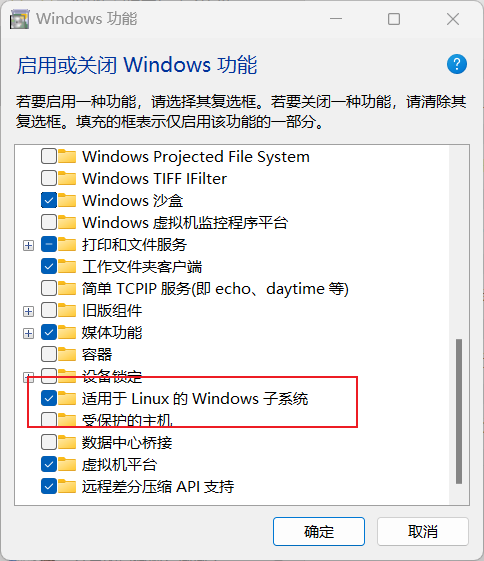 Windows 功能
启用或关闭 Windows 功能
若要启用一种功能，请选择其复选框。若要关闭一种功能，请清除其
复选框。填充的框表示仅启用该功能的一部分。
Windows Projected File System
Windows TIFF IFilter
Windows 沙盒
Windows 虚拟机监控程序平台
打印和文件服务
工作文件夹客户端
简单 TCPIP 服务(即 echo、daytime 等)
旧版组件
媒体功能
容器
设备锁定
适用于 Linux 的 Windows 子系统
受保护的主机
数据中心桥接
虚拟机平台
远程差分压缩 API 支持
确定 取消